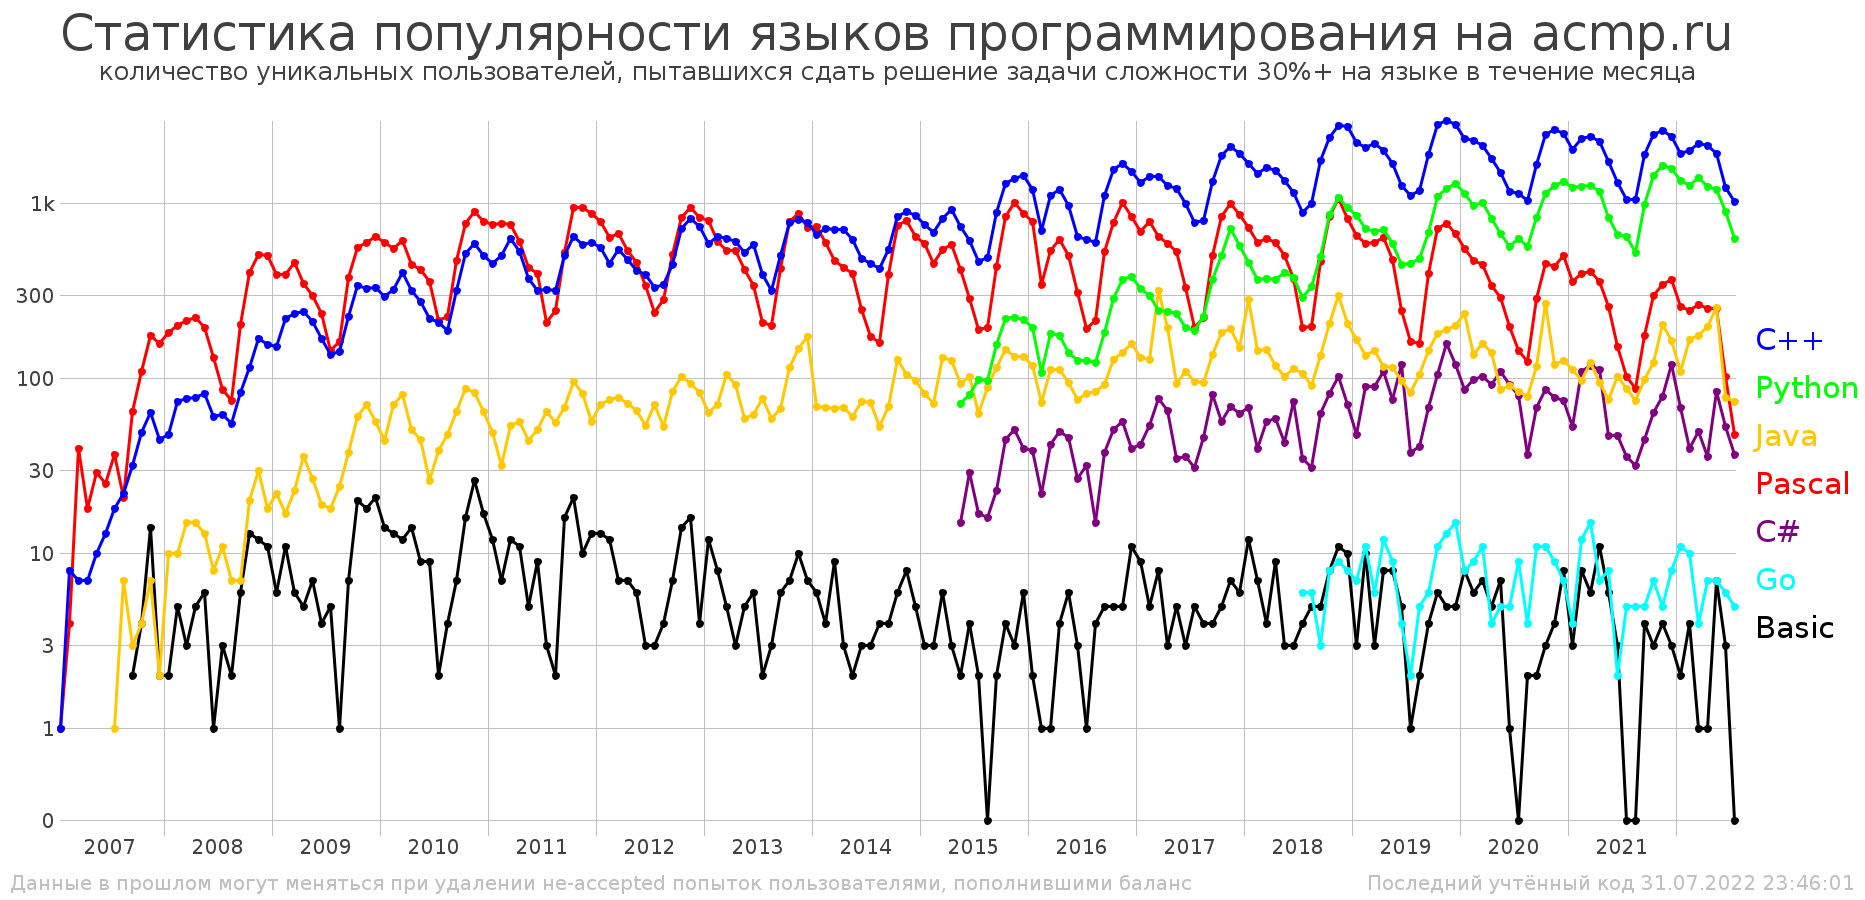 Статистика популярности языков программирования на acmp.ru
количество уникальных пользователей, пытавшихся сдать решение задачи сложности 30%+ на языке в течение месяца
1k
300
100
30
10
3
1
0
C++
Python
Java
Pascal
C#
Go
Basic
2007 2008 2009 2010 2011 2012 2013 2014 2015 2016 2017 2018 2019 2020 2021
Данные в прошлом могут меняться при удалении не-accepted попыток пользователями, пополнившими баланс
Последний учтённый код 31.07.2022 23:46:01